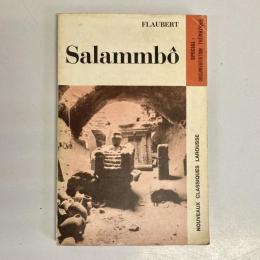 FLAUBERT
Salammbô
SPÉCIAL :
DOCUMENTATION THÉMATIQUE
NOUVEAUX CLASSIQUES LAROUSSE